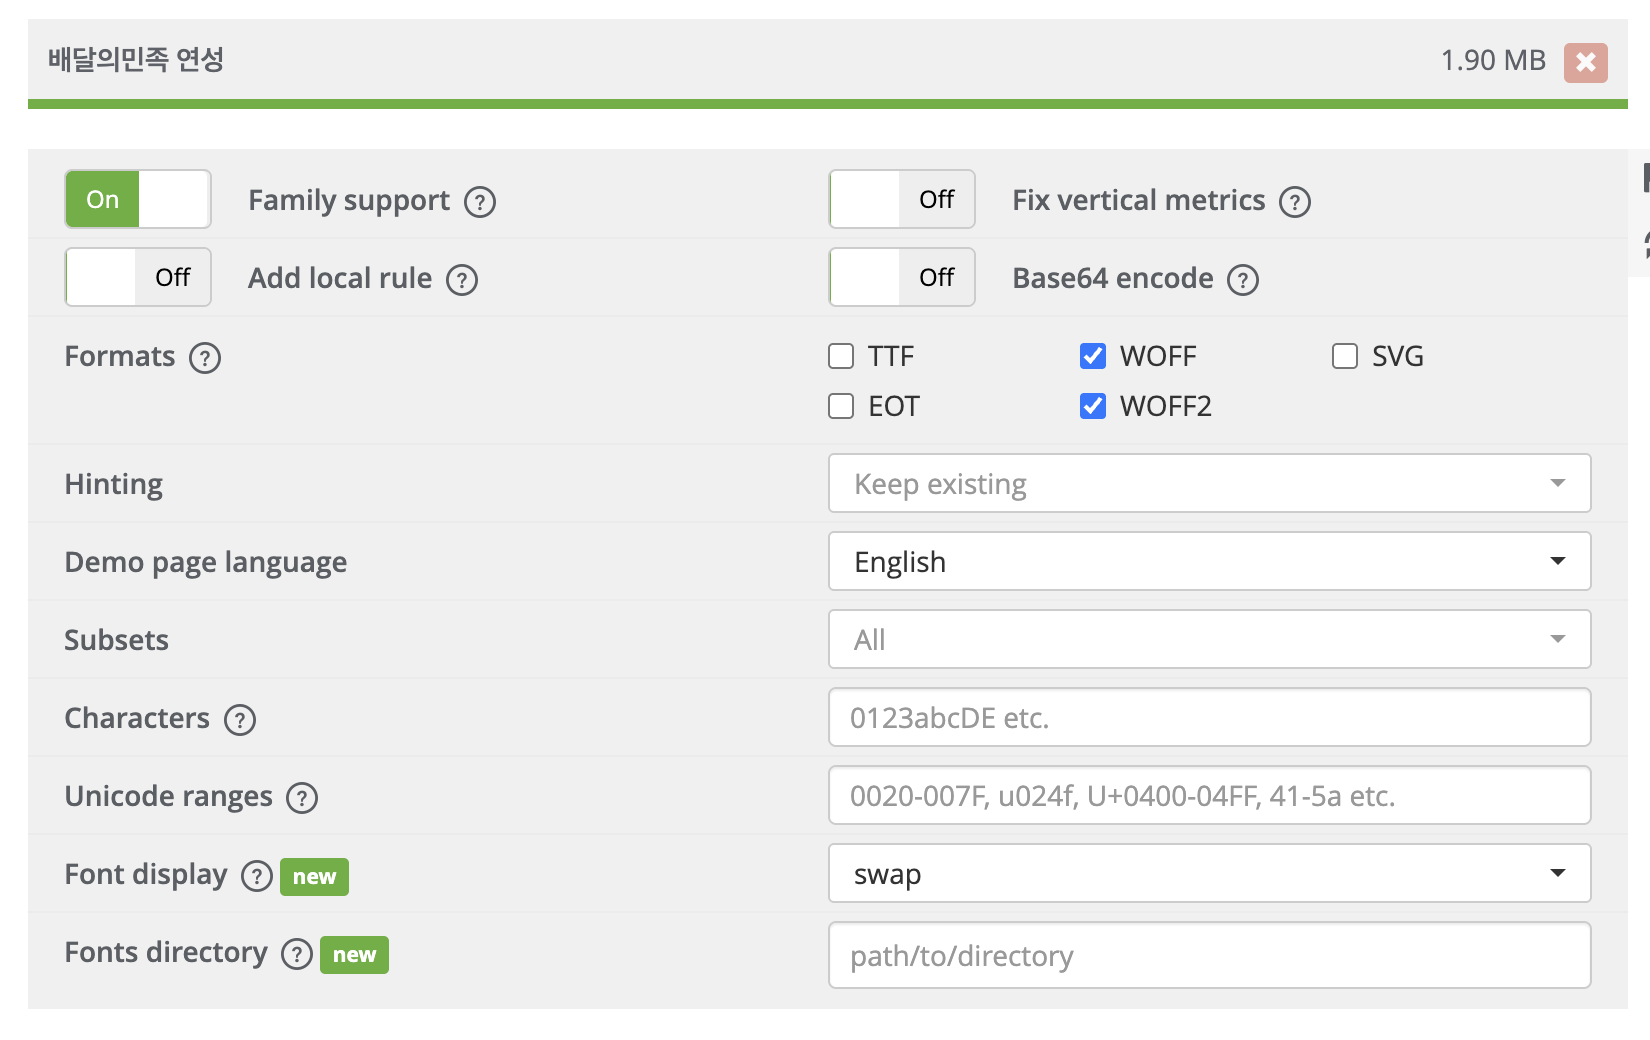 배달의민족 연성 1.90 MB
On Family support ? Off Fix vertical metrics ?
Off Add local rule ? Off Base64 encode ?
Formats ? TTF WOFF SVG
EOT WOFF2
Hinting Keep existing
Demo page language English
Subsets All
Characters ? 0123abcDE etc.
Unicode ranges ? 0020-007F, u024f, U+0400-04FF, 41-5a etc.
Font display ? new swap
Fonts directory ? new path/to/directory